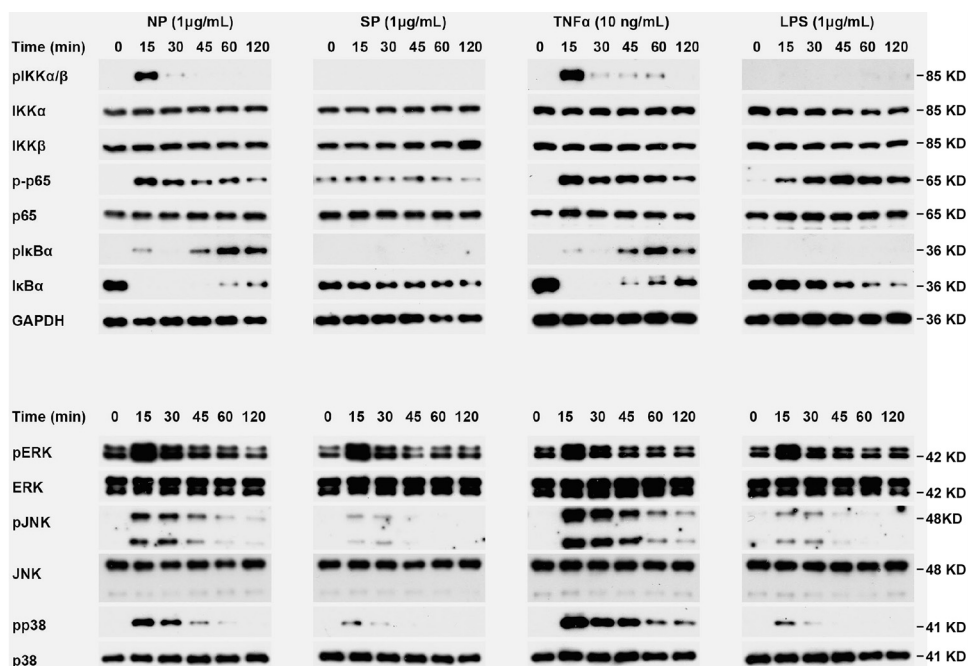 NP (1μg/mL) SP (1μg/mL) TNFα (10 ng/mL) LPS (1μg/mL)
Time (min) 0 15 30 45 60 120 0 15 30 45 60 120 0 15 30 45 60 120 0 15 30 45 60 120
pIKKα/β -85 KD
IKKα -85 KD
IKKβ -85 KD
p-p65 -65 KD
p65 -65 KD
pIκBα -36 KD
IκBα -36 KD
GAPDH -36 KD
Time (min) 0 15 30 45 60 120 0 15 30 45 60 120 0 15 30 45 60 120 0 15 30 45 60 120
pERK -42 KD
ERK -42 KD
pJNK -48KD
JNK -48 KD
pp38 -41 KD
p38 -41 KD